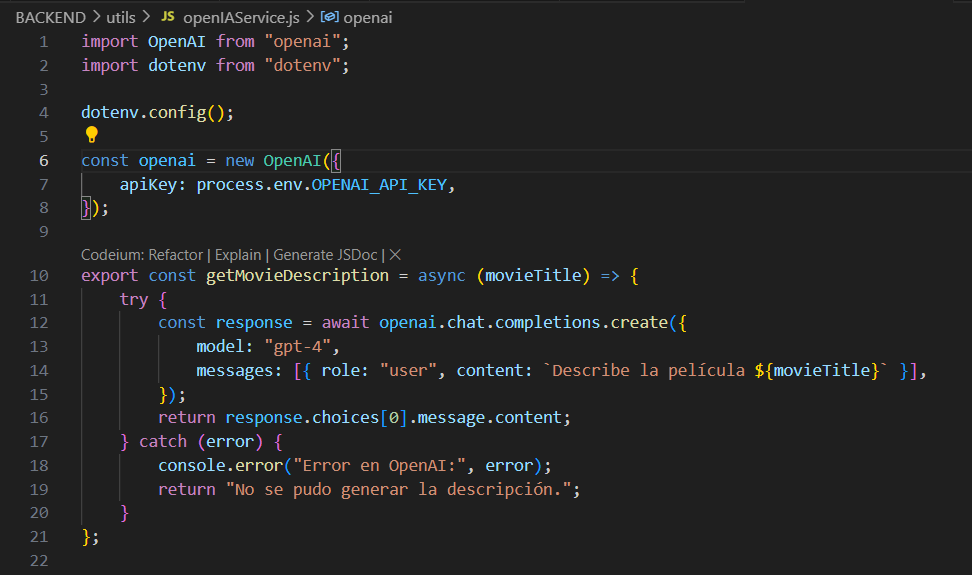 BACKEND > utils > JS openIAService.js > openai
1 import OpenAI from "openai";
2 import dotenv from "dotenv";
3
4 dotenv.config();
5
6 const openai = new OpenAI({
7     apiKey: process.env.OPENAI_API_KEY,
8 });
9
Codeium: Refactor | Explain | Generate JSDoc | X
10 export const getMovieDescription = async (movieTitle) => {
11     try {
12         const response = await openai.chat.completions.create({
13             model: "gpt-4",
14             messages: [{ role: "user", content: `Describe la película ${movieTitle}` }],
15         });
16         return response.choices[0].message.content;
17     } catch (error) {
18         console.error("Error en OpenAI:", error);
19         return "No se pudo generar la descripción.";
20     }
21 };
22